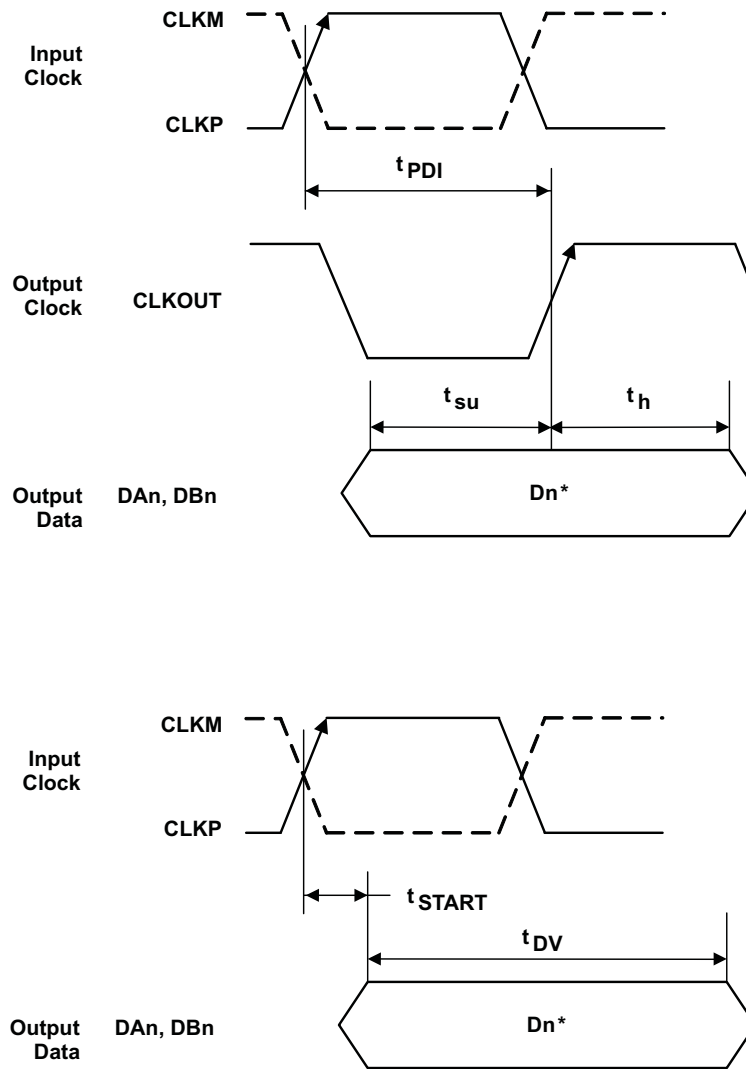 CLKM
Input
Clock
CLKP
t PDI
Output
Clock
CLKOUT
t su
t h
Output
Data
DAn, DBn
Dn*
CLKM
Input
Clock
CLKP
t START
t DV
Output
Data
DAn, DBn
Dn*